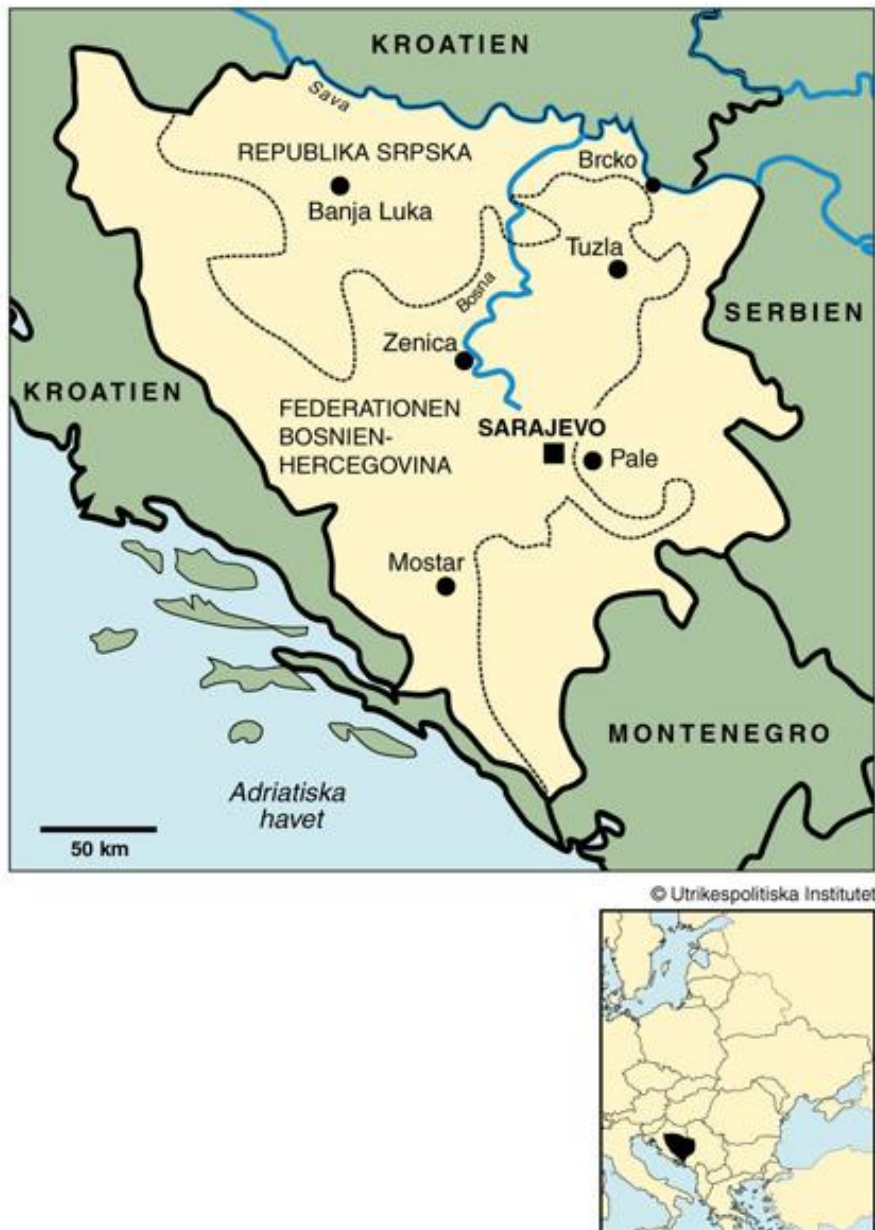 KROATIEN
Sava
REPUBLIKA SRPSKA
Brcko
Banja Luka
Tuzla
Bosna
SERBIEN
Zenica
KROATIEN
FEDERATIONEN
BOSNIEN-
HERCEGOVINA
SARAJEVO
Pale
Mostar
MONTENEGRO
Adriatiska
havet
50 km
© Utrikespolitiska Institutet